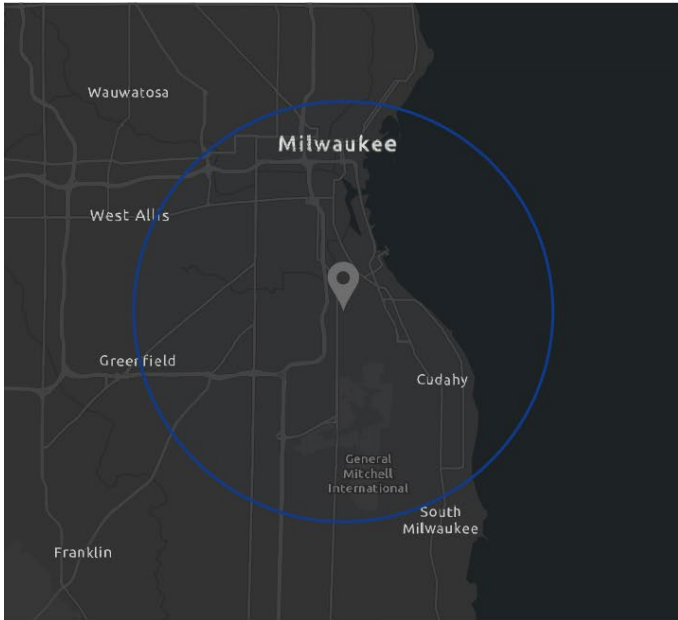 Wauwatosa
Milwaukee
West Allis
Greenfield
Cudahy
General
Mitchell
International
South
Milwaukee
Franklin